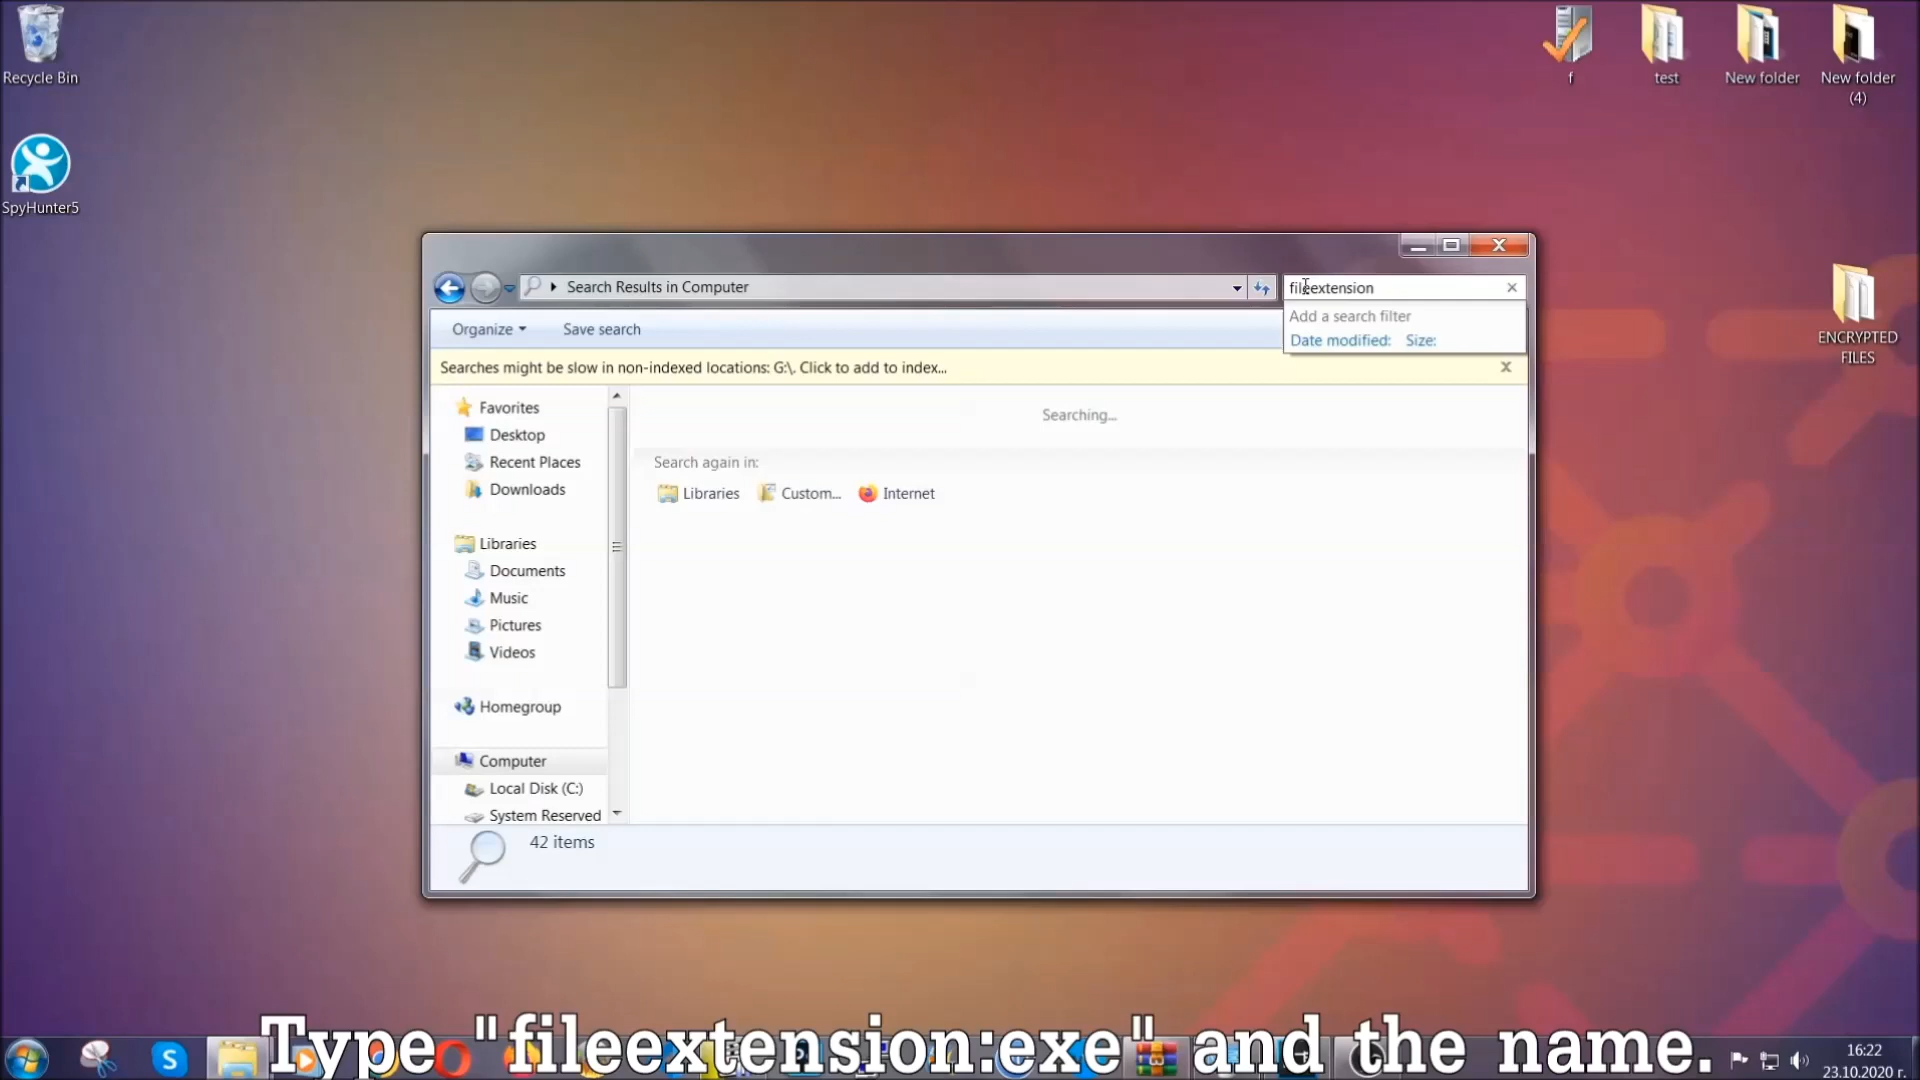 Recycle Bin
SpyHunter5
f
test
New folder
New folder
(4)
ENCRYPTED
FILES
Search Results in Computer
fileextension
Add a search filter
Date modified: Size:
Organize
Save search
Searches might be slow in non-indexed locations: G:\. Click to add to index...
Favorites
Desktop
Recent Places
Downloads
Libraries
Documents
Music
Pictures
Videos
Homegroup
Computer
Local Disk (C:)
System Reserved
Searching...
Search again in:
Libraries
Custom...
Internet
42 items
Type "fileextension:exe" and the name.
16:22
23.10.2020 г.